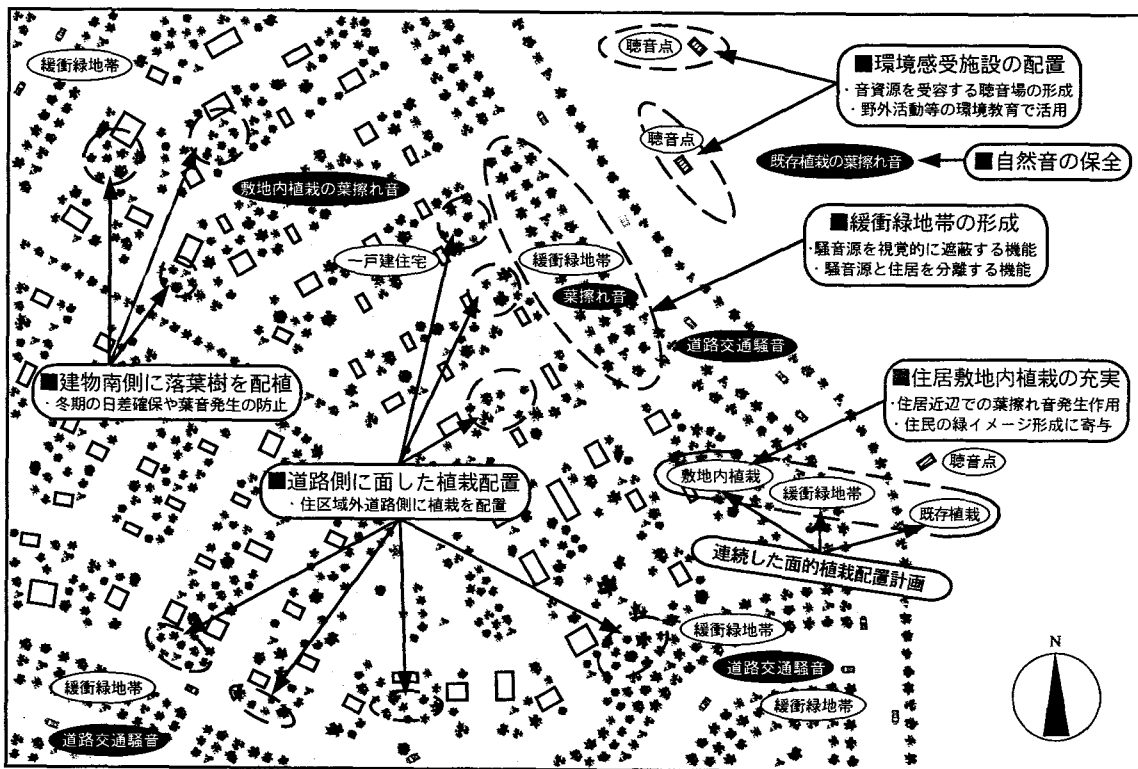 緩衝緑地帯
聴音点
■環境感受施設の配置
・音資源を受容する聴音場の形成
・野外活動等の環境教育で活用
聴音点
既存植栽の葉擦れ音
■自然音の保全
敷地内植栽の葉擦れ音
■緩衝緑地帯の形成
・騒音源を視覚的に遮蔽する機能
・騒音源と住居を分離する機能
一戸建住宅
緩衝緑地帯
葉擦れ音
道路交通騒音
■建物南側に落葉樹を配植
・冬期の日差確保や葉音発生の防止
■住居敷地内植栽の充実
・住居近辺での葉擦れ音発生作用
・住民の緑イメージ形成に寄与
■道路側に面した植栽配置
・住区域外道路側に植栽を配置
敷地内植栽
聴音点
緩衝緑地帯
既存植栽
連続した面的植栽配置計画
緩衝緑地帯
道路交通騒音
緩衝緑地帯
緩衝緑地帯
道路交通騒音
N